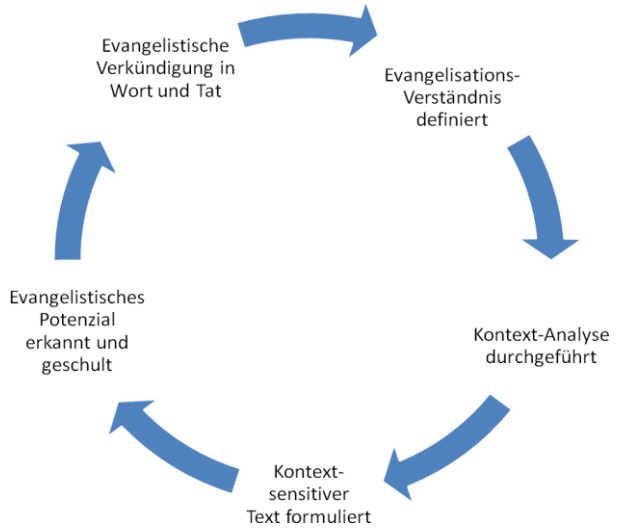 Evangelistische
Verkündigung in
Wort und Tat
Evangelisations-
Verständnis
definiert
Kontext-Analyse
durchgeführt
Kontext-
sensitiver
Text formuliert
Evangelistisches
Potenzial
erkannt und
geschult